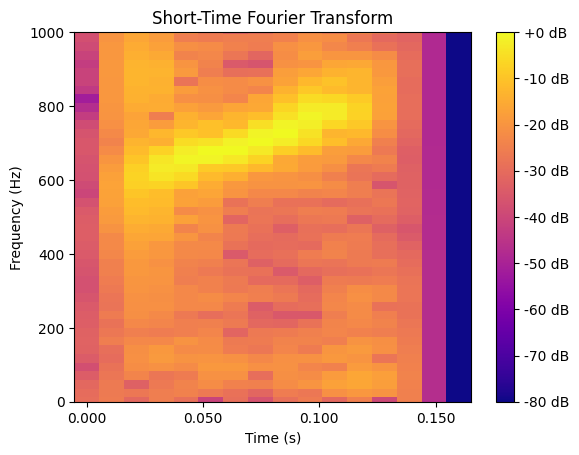 Short-Time Fourier Transform
1000
800
600
400
200
0
Frequency (Hz)
0.000
0.050
0.100
0.150
Time (s)
+0 dB
-10 dB
-20 dB
-30 dB
-40 dB
-50 dB
-60 dB
-70 dB
-80 dB